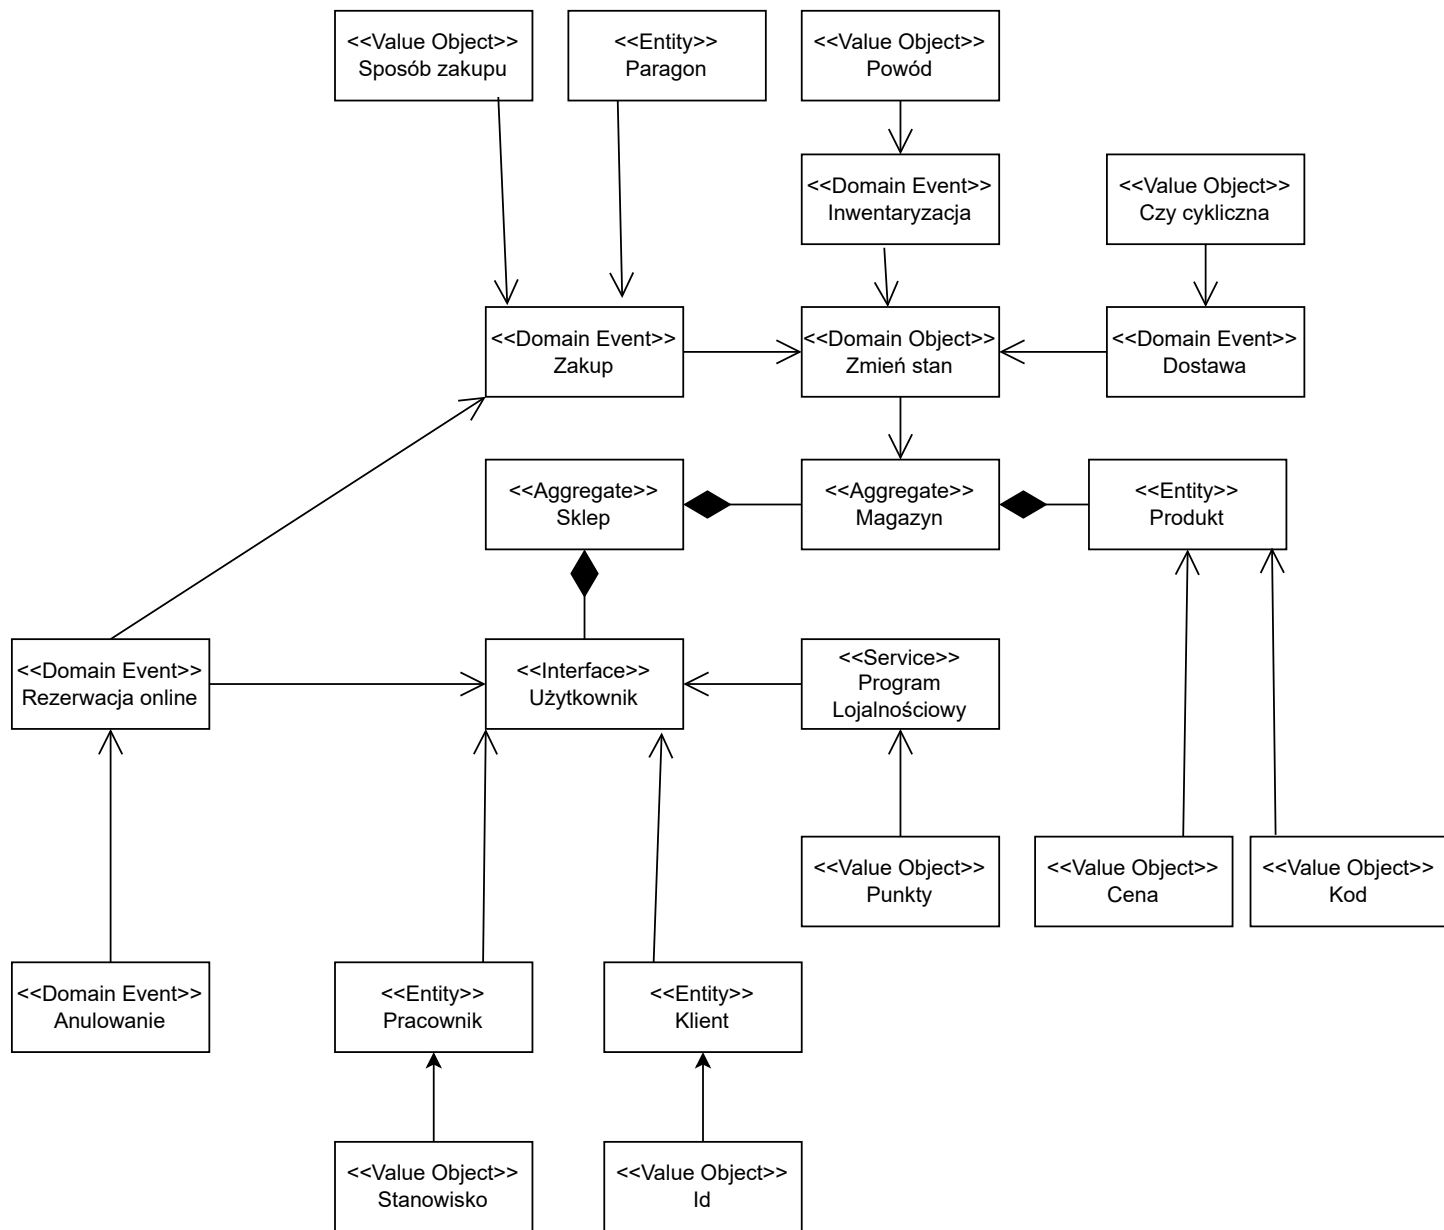 <<Value Object>>
Sposób zakupu
<<Entity>>
Paragon
<<Value Object>>
Powód
<<Domain Event>>
Inwentaryzacja
<<Value Object>>
Czy cykliczna
<<Domain Event>>
Zakup
<<Domain Object>>
Zmień stan
<<Domain Event>>
Dostawa
<<Aggregate>>
Sklep
<<Aggregate>>
Magazyn
<<Entity>>
Produkt
<<Domain Event>>
Rezerwacja online
<<Interface>>
Użytkownik
<<Service>>
Program
Lojalnościowy
<<Value Object>>
Punkty
<<Value Object>>
Cena
<<Value Object>>
Kod
<<Domain Event>>
Anulowanie
<<Entity>>
Pracownik
<<Entity>>
Klient
<<Value Object>>
Stanowisko
<<Value Object>>
Id